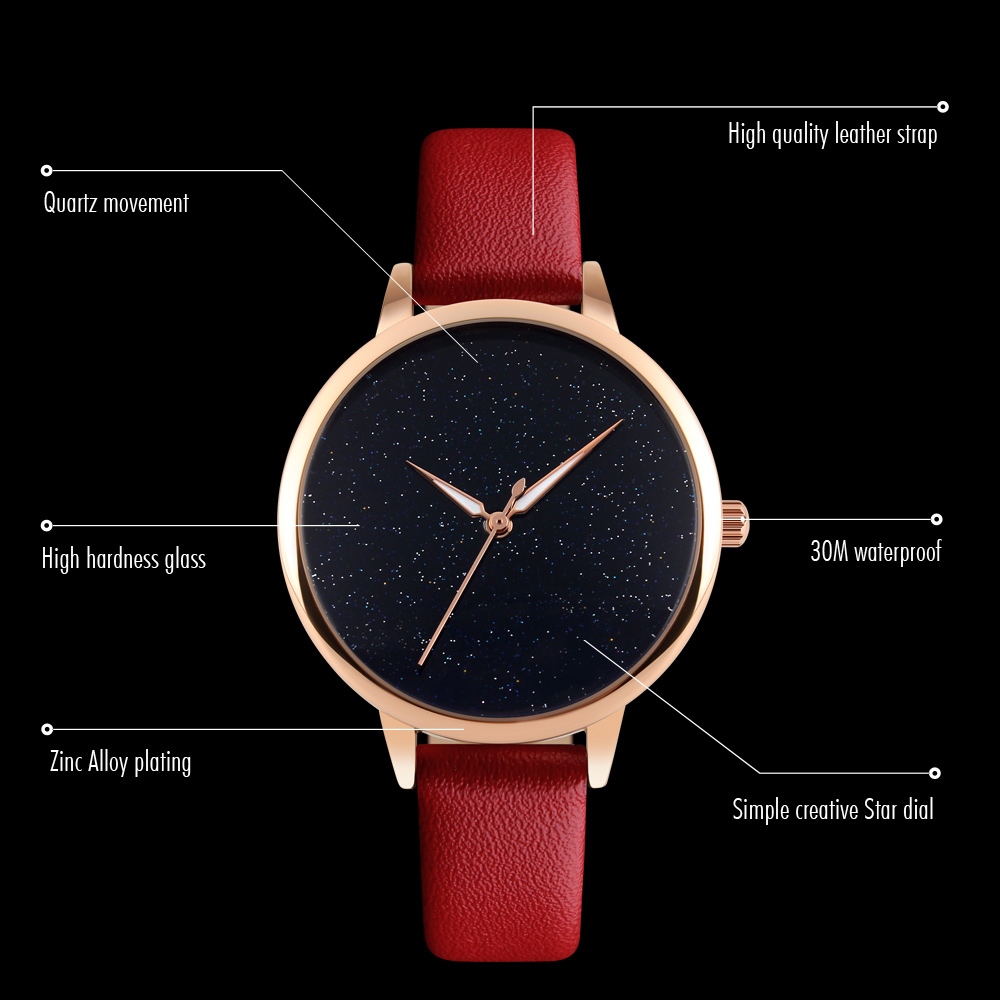 High quality leather strap
Quartz movement
High hardness glass
30M waterproof
Zinc Alloy plating
Simple creative Star dial